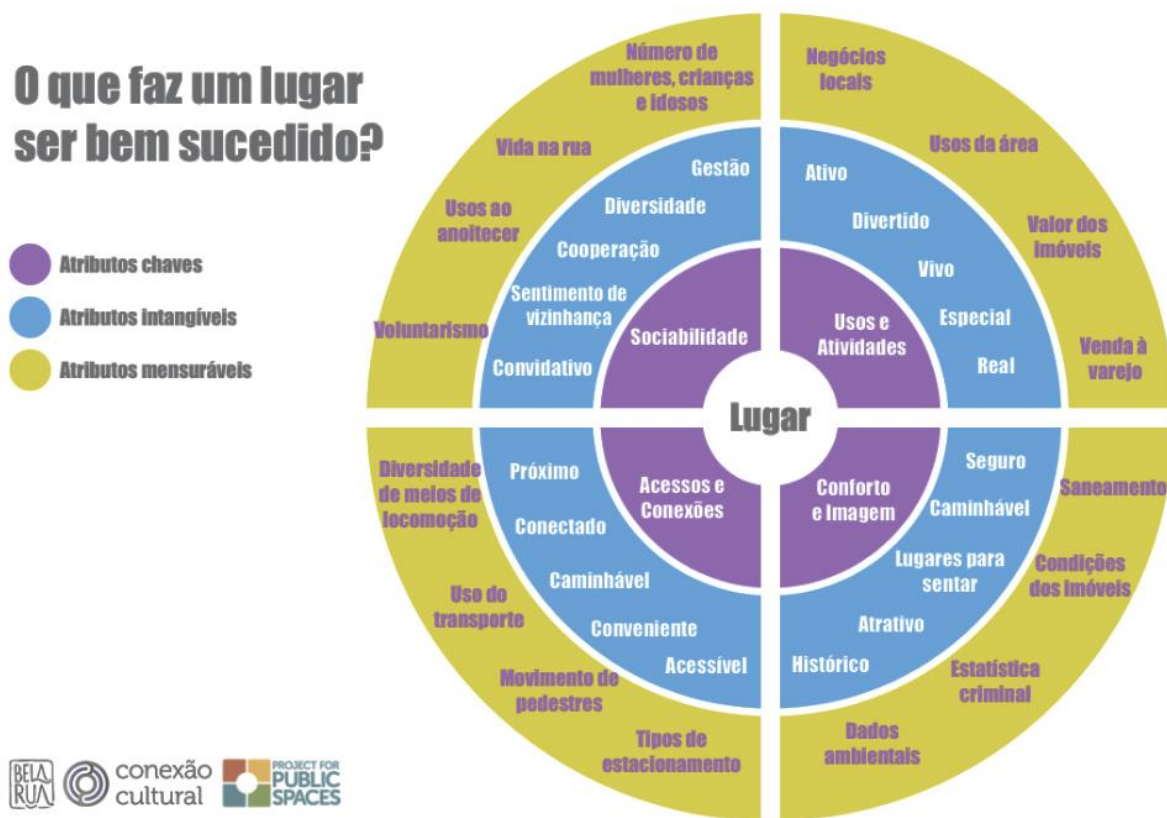 O que faz um lugar
ser bem sucedido?
Atributos chaves
Atributos intangíveis
Atributos mensuráveis
Número de
mulheres, crianças
e idosos
Vida na rua
Usos ao
anoitecer
Voluntarismo
Gestão
Diversidade
Cooperação
Sentimento de
vizinhança
Convidativo
Sociabilidade
Negócios
locais
Usos da área
Valor dos
imóveis
Venda à
varejo
Ativo
Divertido
Vivo
Especial
Real
Usos e
Atividades
Lugar
Diversidade
de meios de
locomoção
Uso do
transporte
Movimento de
pedestres
Tipos de
estacionamento
Próximo
Conectado
Caminhável
Conveniente
Acessível
Acessos e
Conexões
Conforto
e Imagem
Seguro
Caminhável
Lugares para
sentar
Atrativo
Histórico
Saneamento
Condições
dos imóveis
Estatística
criminal
Dados
ambientais
BELA
RUA
conexão
cultural
PROJECT FOR
PUBLIC
SPACES